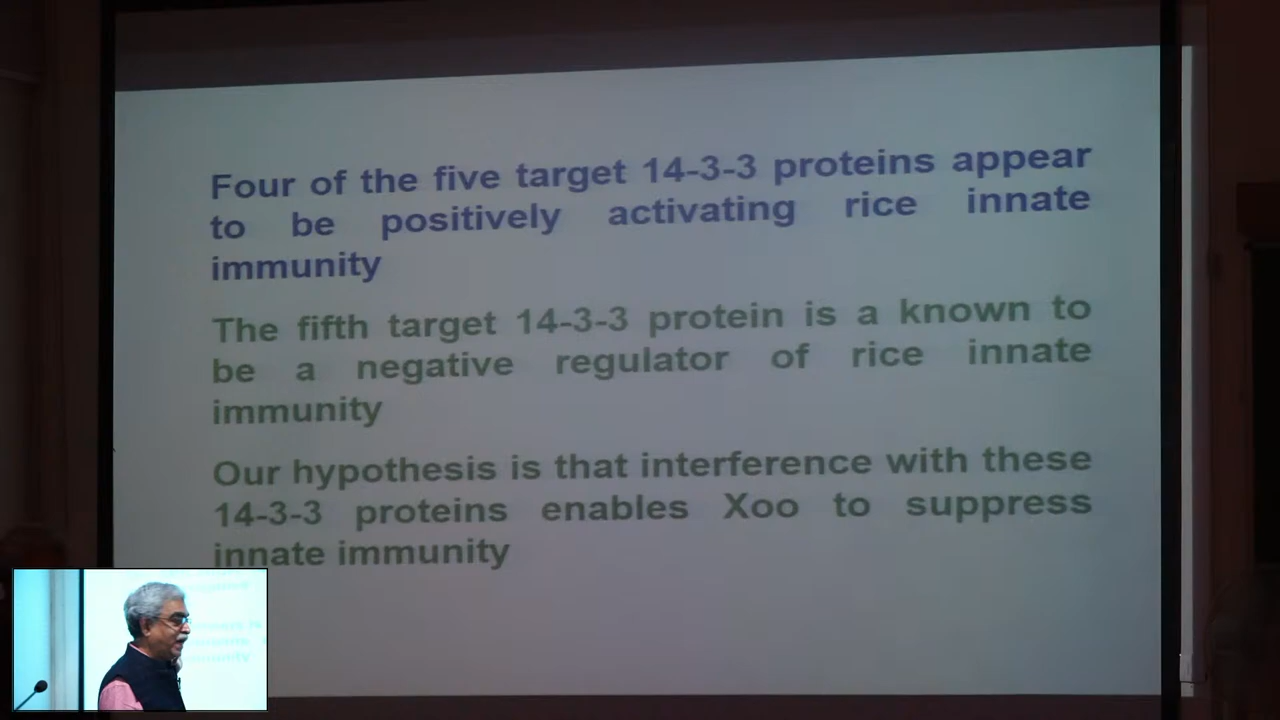 Four of the five target 14-3-3 proteins appear
to be positively activating rice innate
immunity
The fifth target 14-3-3 protein is a known to
be a negative regulator of rice innate
immunity
Our hypothesis is that interference with these
14-3-3 proteins enables Xoo to suppress
innate immunity